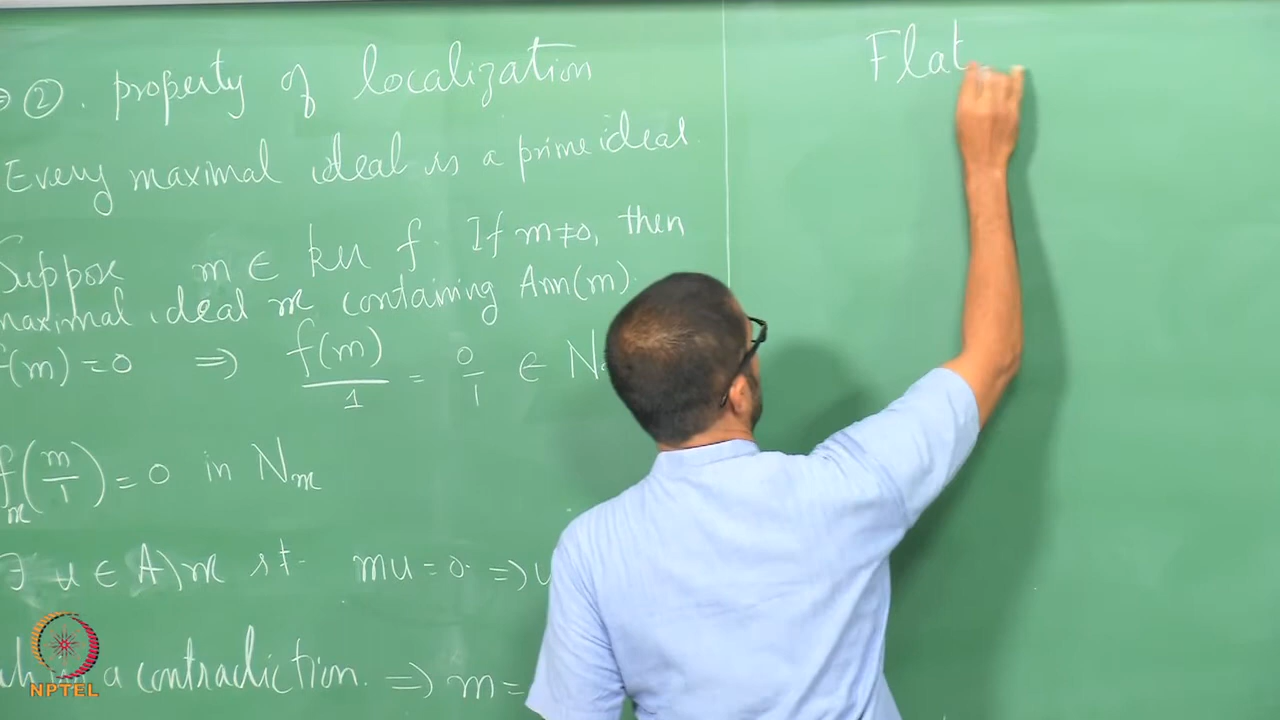 ⇒ ②. property of localization
Every maximal ideal is a prime ideal.
Suppose m ∈ ker f. If m≠0, then
maximal ideal 𝔪 containing Ann(m).
f(m) = 0 ⇒ f(m)/1 = 0/1 ∈ N
f_𝔪(m/1) = 0 in N_𝔪
∃ u ∈ A∖𝔪 st. mu = 0. ⇒ u
a contradiction. ⇒ m =
Flat
NPTEL